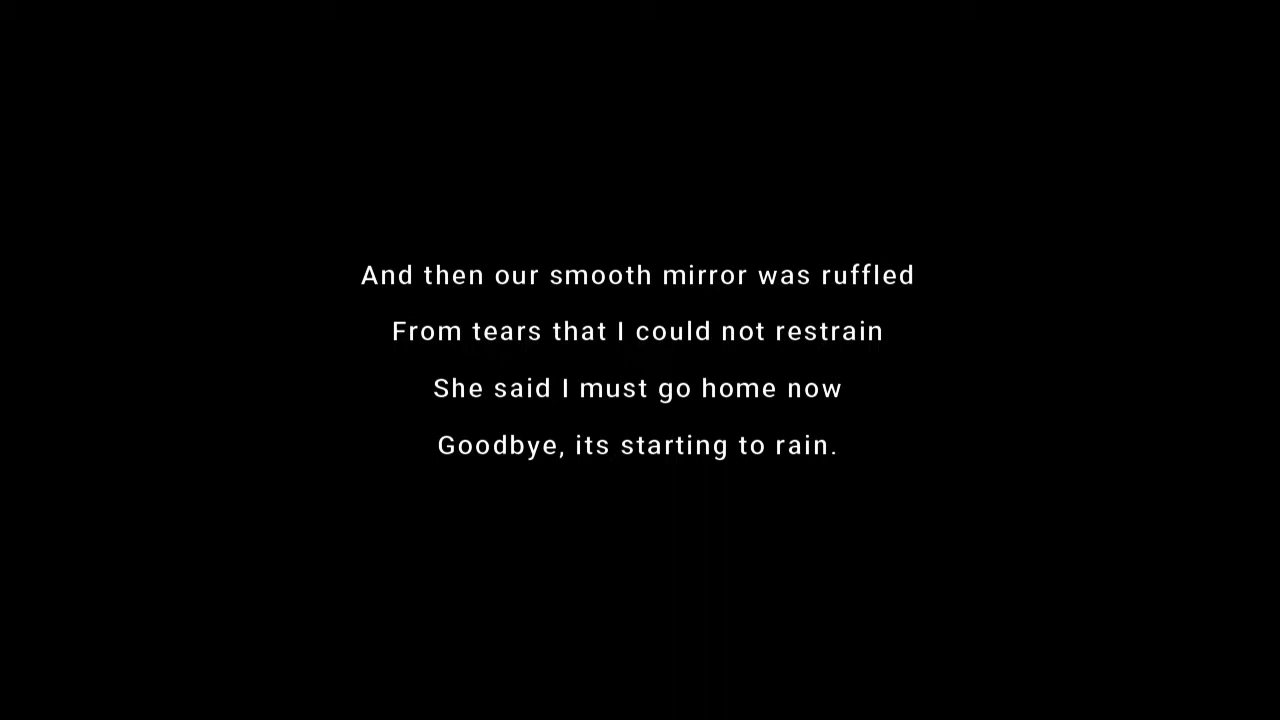 And then our smooth mirror was ruffled
From tears that I could not restrain
She said I must go home now
Goodbye, its starting to rain.